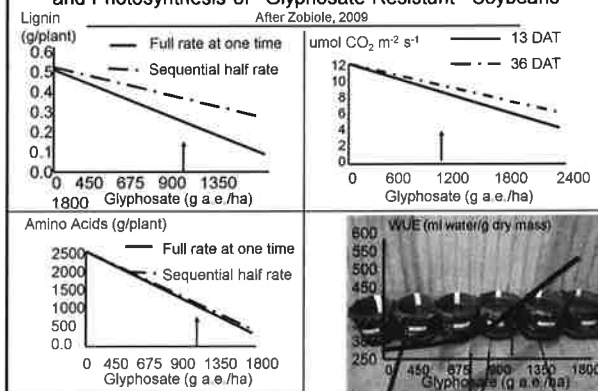 and Photosynthesis of "Glyphosate Resistant" Soybeans
After Zobiole, 2009
Lignin
(g/plant)
0.6
0.5
0.4
0.3
0.2
0.1
0.0
Full rate at one time
Sequential half rate
0 450 675 900 1350
1800 Glyphosate (g a.e./ha)
umol CO₂ m⁻² s⁻¹
13 DAT
36 DAT
12
10
8
6
4
2
0
0 600 1200 1800 2400
Glyphosate (g a.e./ha)
Amino Acids (g/plant)
2500
2000
1500
1000
500
0.0
Full rate at one time
Sequential half rate
0 450 675 900 1350 1800
Glyphosate (g a.e./ha)
WUE (ml water/g dry mass)
600
550
500
450
250
0 450 675 900 1350 1800
Glyphosate (g a.e./ha)